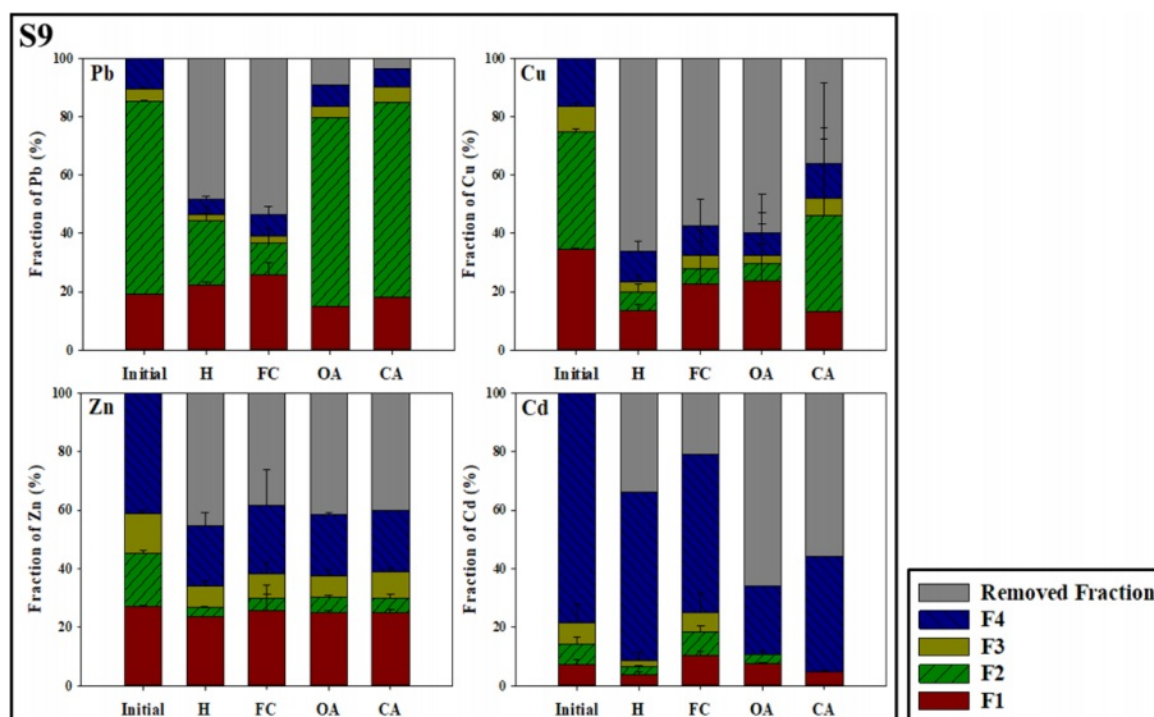 S9
Pb
Fraction of Pb (%)
100
80
60
40
20
0
Initial H FC OA CA
Cu
Fraction of Cu (%)
100
80
60
40
20
0
Initial H FC OA CA
Zn
Fraction of Zn (%)
100
80
60
40
20
0
Initial H FC OA CA
Cd
Fraction of Cd (%)
100
80
60
40
20
0
Initial H FC OA CA
Removed Fraction
F4
F3
F2
F1